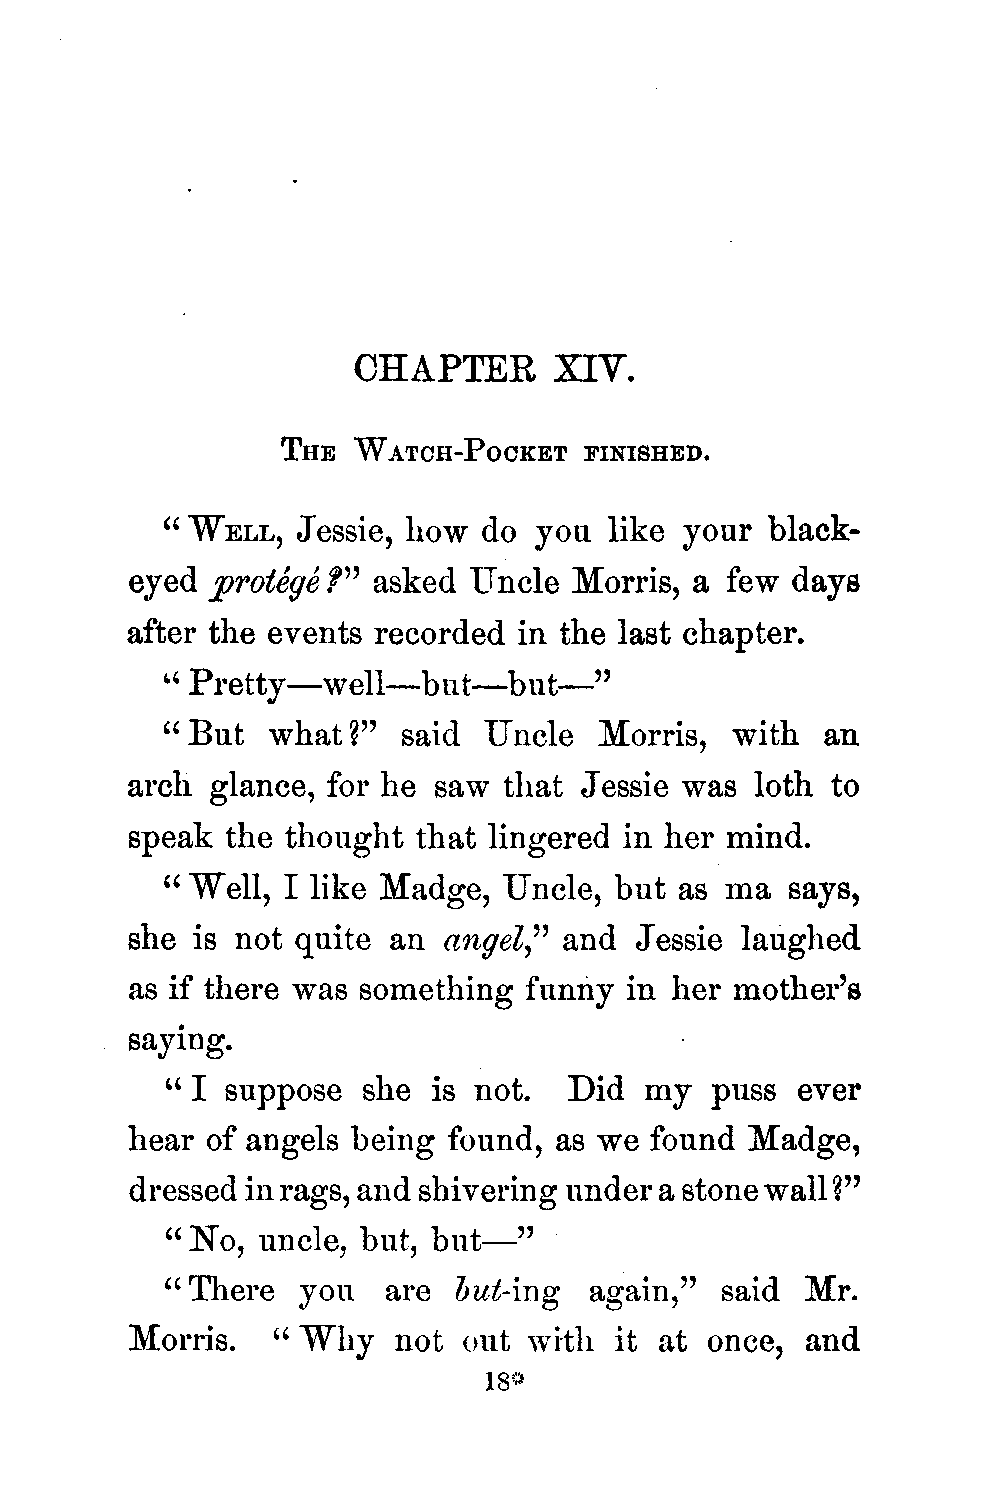 CHAPTER XIV.
THE WATCH-POCKET FINISHED.
"WELL, Jessie, how do you like your black-
eyed protégé?" asked Uncle Morris, a few days
after the events recorded in the last chapter.
"Pretty—well—but—but—"
"But what?" said Uncle Morris, with an
arch glance, for he saw that Jessie was loth to
speak the thought that lingered in her mind.
"Well, I like Madge, Uncle, but as ma says,
she is not quite an angel," and Jessie laughed
as if there was something funny in her mother's
saying.
"I suppose she is not. Did my puss ever
hear of angels being found, as we found Madge,
dressed in rags, and shivering under a stone wall?"
"No, uncle, but, but—"
"There you are but-ing again," said Mr.
Morris. "Why not out with it at once, and
18*